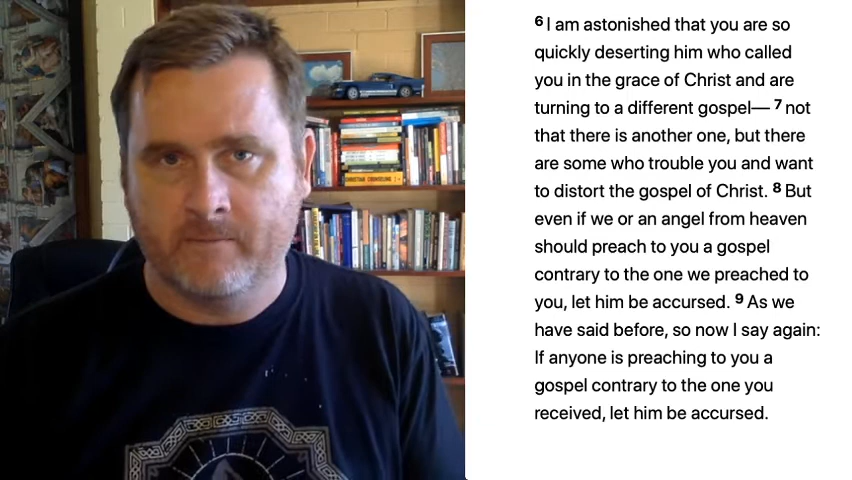 6 I am astonished that you are so
quickly deserting him who called
you in the grace of Christ and are
turning to a different gospel— 7 not
that there is another one, but there
are some who trouble you and want
to distort the gospel of Christ. 8 But
even if we or an angel from heaven
should preach to you a gospel
contrary to the one we preached to
you, let him be accursed. 9 As we
have said before, so now I say again:
If anyone is preaching to you a
gospel contrary to the one you
received, let him be accursed.
CHRISTIAN COUNSELING